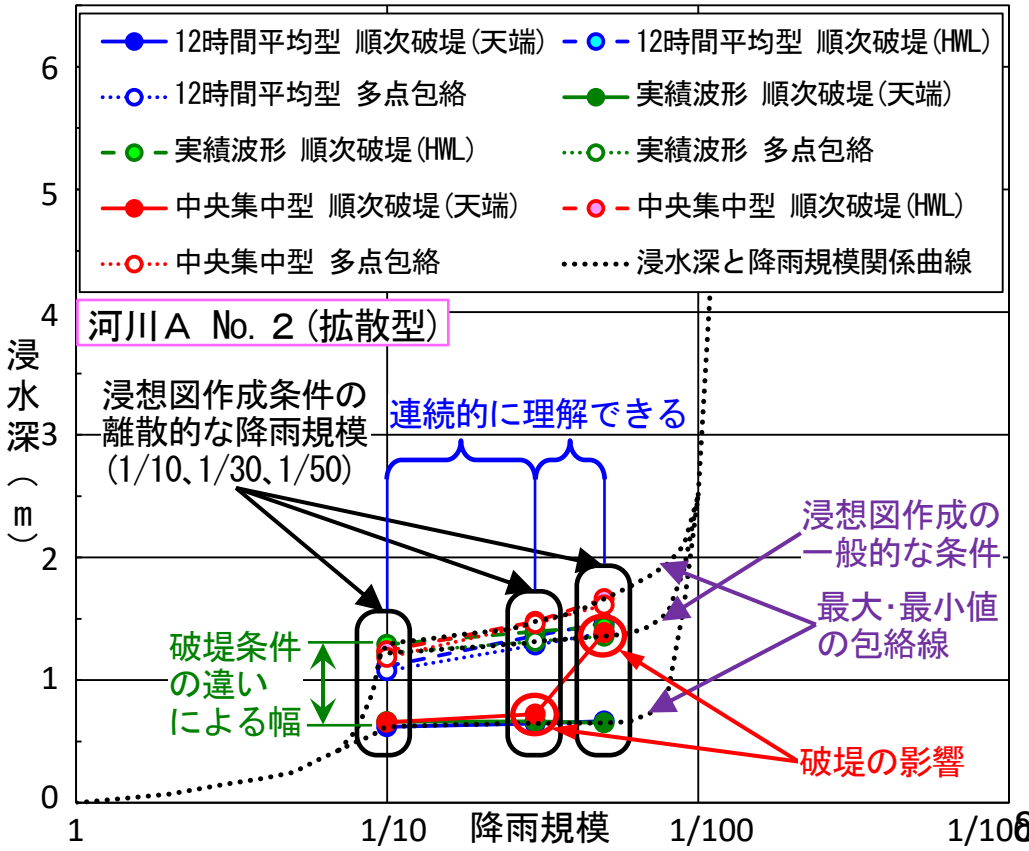 12時間平均型 順次破堤(天端)
12時間平均型 順次破堤(HWL)
12時間平均型 多点包絡
実績波形 順次破堤(天端)
実績波形 順次破堤(HWL)
実績波形 多点包絡
中央集中型 順次破堤(天端)
中央集中型 順次破堤(HWL)
中央集中型 多点包絡
浸水深と降雨規模関係曲線
河川A No.2(拡散型)
浸想図作成条件の
離散的な降雨規模
(1/10、1/30、1/50)
連続的に理解できる
浸想図作成の
一般的な条件
最大・最小値
の包絡線
破堤条件
の違い
による幅
破堤の影響
浸水深(m)
6
5
4
3
2
1
0
1
1/10
降雨規模
1/100